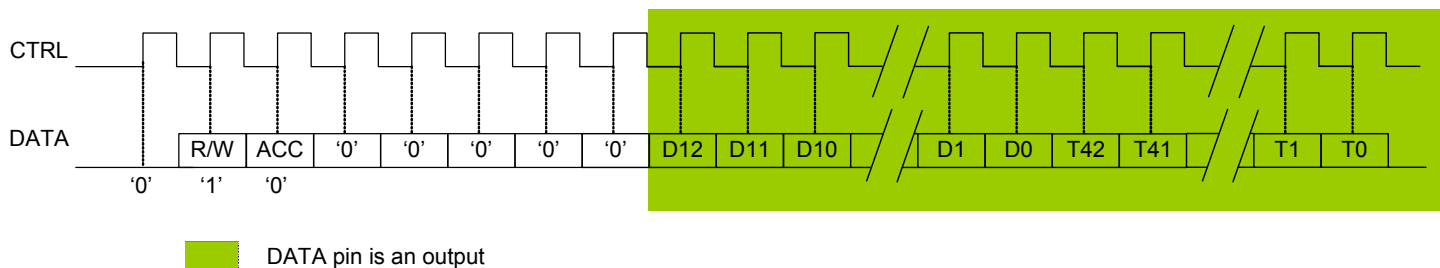 CTRL
DATA
R/W ACC ‘0’ ‘0’ ‘0’ ‘0’ ‘0’ D12 D11 D10 D1 D0 T42 T41 T1 T0
‘0’ ‘1’ ‘0’
DATA pin is an output